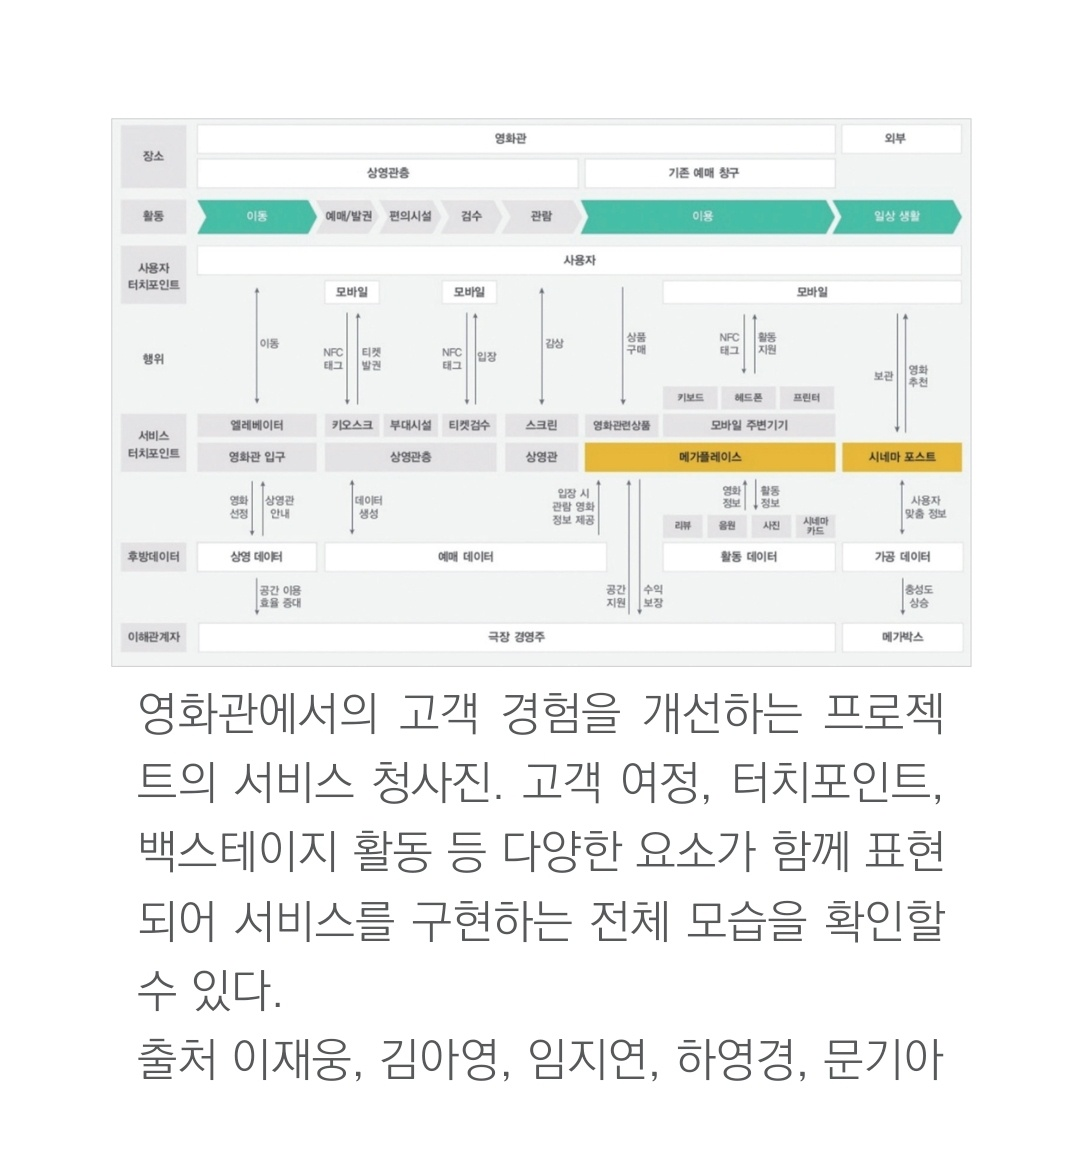 장소
영화관
외부
상영관층
기존 예매 창구
활동
이동
예매/발권
편의시설
검수
관람
이용
일상 생활
사용자
터치포인트
사용자
모바일
모바일
모바일
행위
이동
NFC
태그
티켓
발권
NFC
태그
입장
감상
상품
구매
NFC
태그
활동
지원
보관
영화
추천
키보드
헤드폰
프린터
서비스
터치포인트
엘레베이터
키오스크
부대시설
티켓검수
스크린
영화관련상품
모바일 주변기기
영화관 입구
상영관층
상영관
메가플레이스
시네마 포스트
영화
선정
상영관
안내
데이터
생성
입장 시
관람 영화
정보 제공
영화
정보
활동
정보
사용자
맞춤 정보
리뷰
음원
사진
시네마
카드
후방데이터
상영 데이터
예매 데이터
활동 데이터
가공 데이터
공간 이용
효율 증대
공간
지원
수익
보장
충성도
상승
이해관계자
극장 경영주
메가박스
영화관에서의 고객 경험을 개선하는 프로젝
트의 서비스 청사진. 고객 여정, 터치포인트,
백스테이지 활동 등 다양한 요소가 함께 표현
되어 서비스를 구현하는 전체 모습을 확인할
수 있다.
출처 이재웅, 김아영, 임지연, 하영경, 문기아